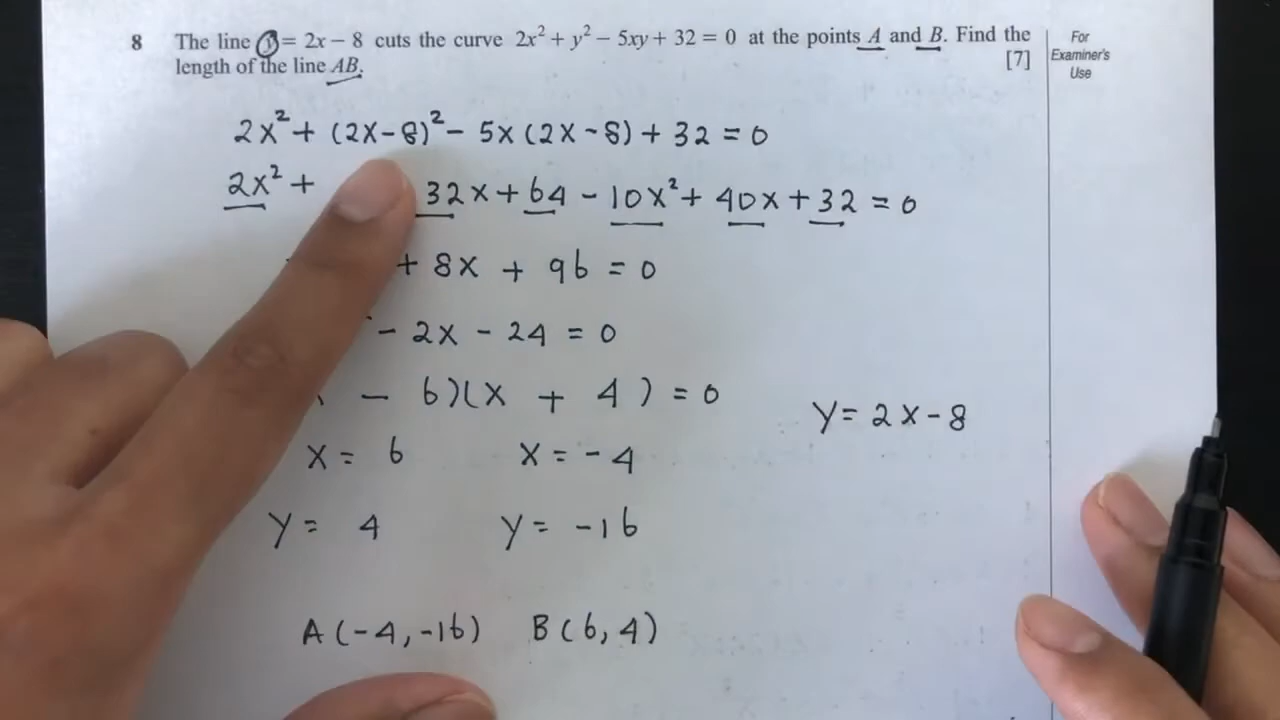 8 The line y = 2x − 8 cuts the curve 2x² + y² − 5xy + 32 = 0 at the points A and B. Find the
length of the line AB. [7]
For
Examiner's
Use
2x² + (2x-8)² - 5x(2x-8) + 32 = 0
2x² + 32x + 64 - 10x² + 40x + 32 = 0
+ 8x + 96 = 0
- 2x - 24 = 0
- 6)(x + 4) = 0
y = 2x - 8
x = 6 x = -4
y = 4 y = -16
A(-4,-16) B(6,4)